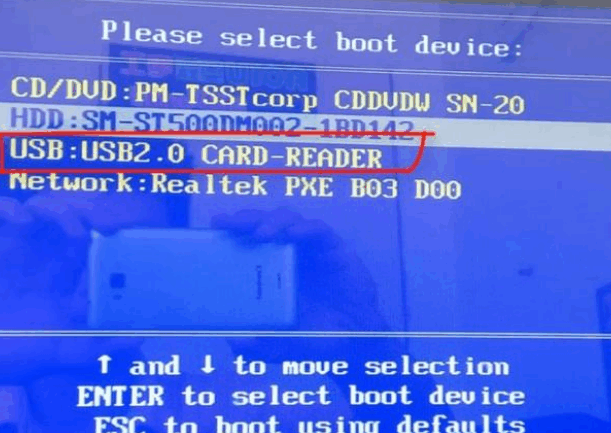 Please select boot device:
CD/DVD:PM-TSSTcorp CDDVDW SN-20
HDD:SM-ST500DM002-1BD142
USB:USB2.0 CARD-READER
Network:Realtek PXE B03 D00
↑ and ↓ to move selection
ENTER to select boot device
ESC to boot using defaults